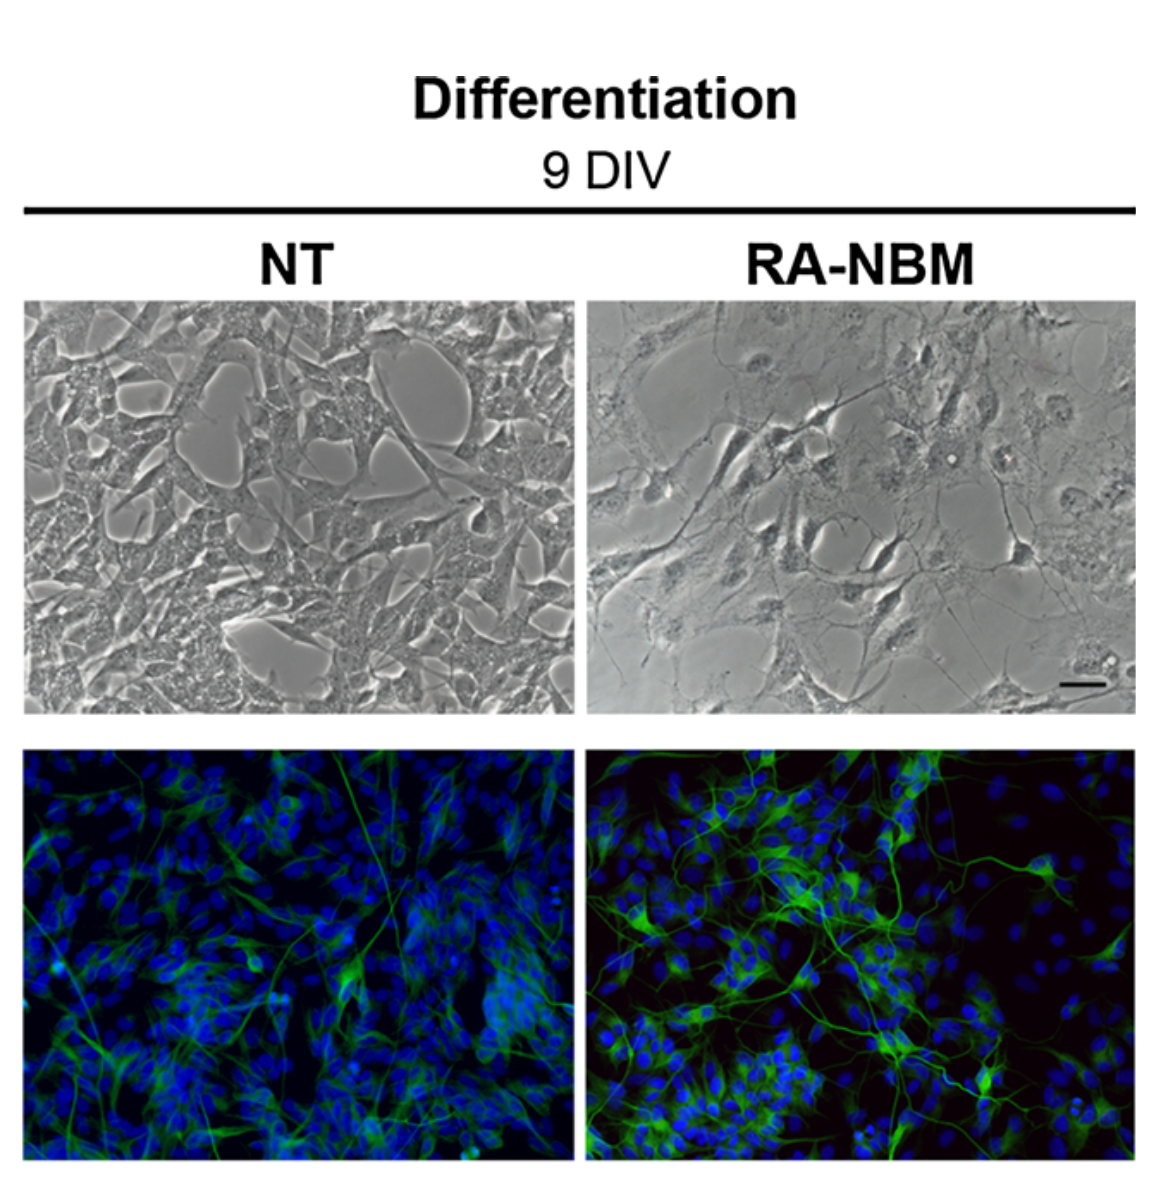 Differentiation
9 DIV
NT
RA-NBM